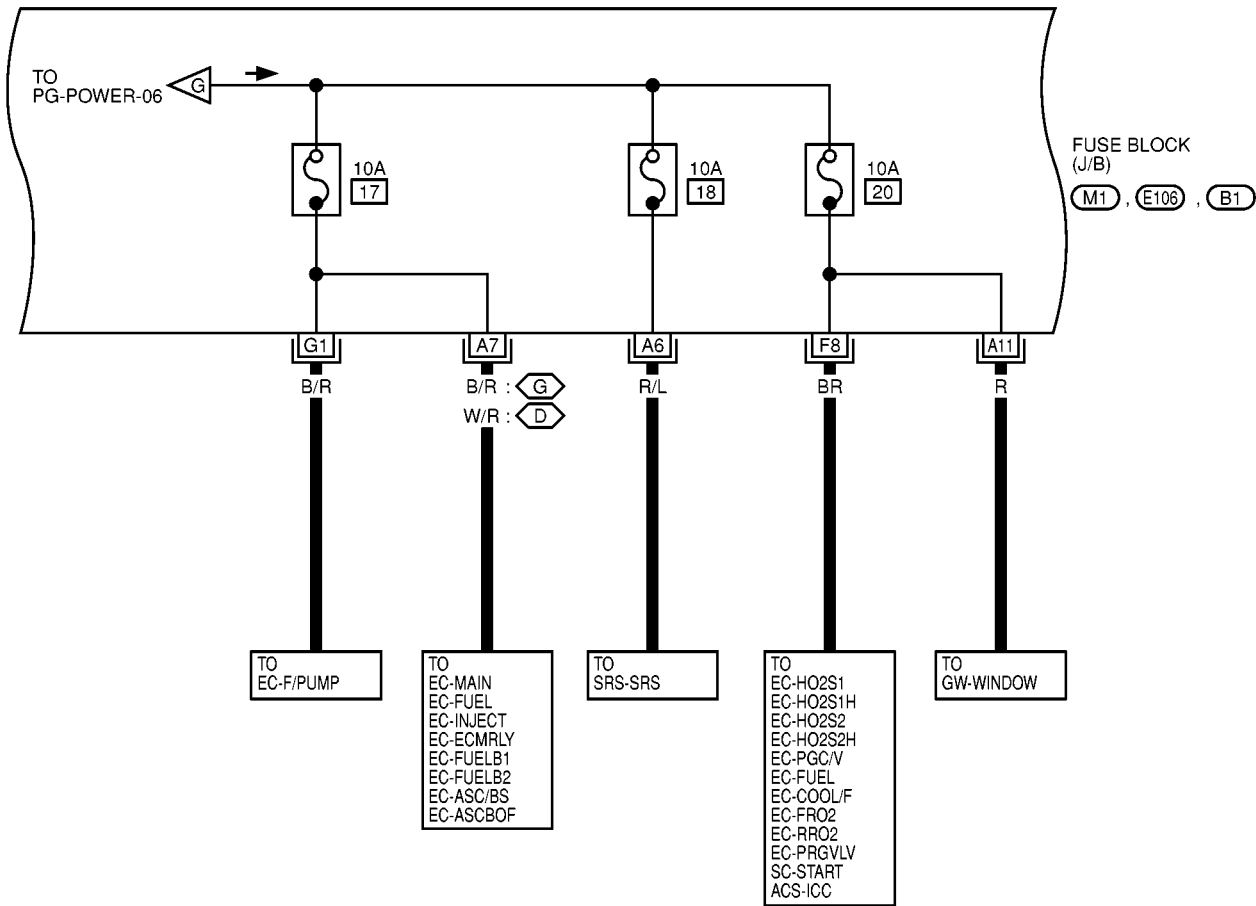 TO
PG-POWER-06
G
10A
17
10A
18
10A
20
FUSE BLOCK
(J/B)
M1 , E106 , B1
G1
A7
A6
F8
A11
B/R
B/R : G
W/R : D
R/L
BR
R
TO
EC-F/PUMP
TO
EC-MAIN
EC-FUEL
EC-INJECT
EC-ECMRLY
EC-FUELB1
EC-FUELB2
EC-ASC/BS
EC-ASCBOF
TO
SRS-SRS
TO
EC-HO2S1
EC-HO2S1H
EC-HO2S2
EC-HO2S2H
EC-PGC/V
EC-FUEL
EC-COOL/F
EC-FRO2
EC-RRO2
EC-PRGVLV
SC-START
ACS-ICC
TO
GW-WINDOW